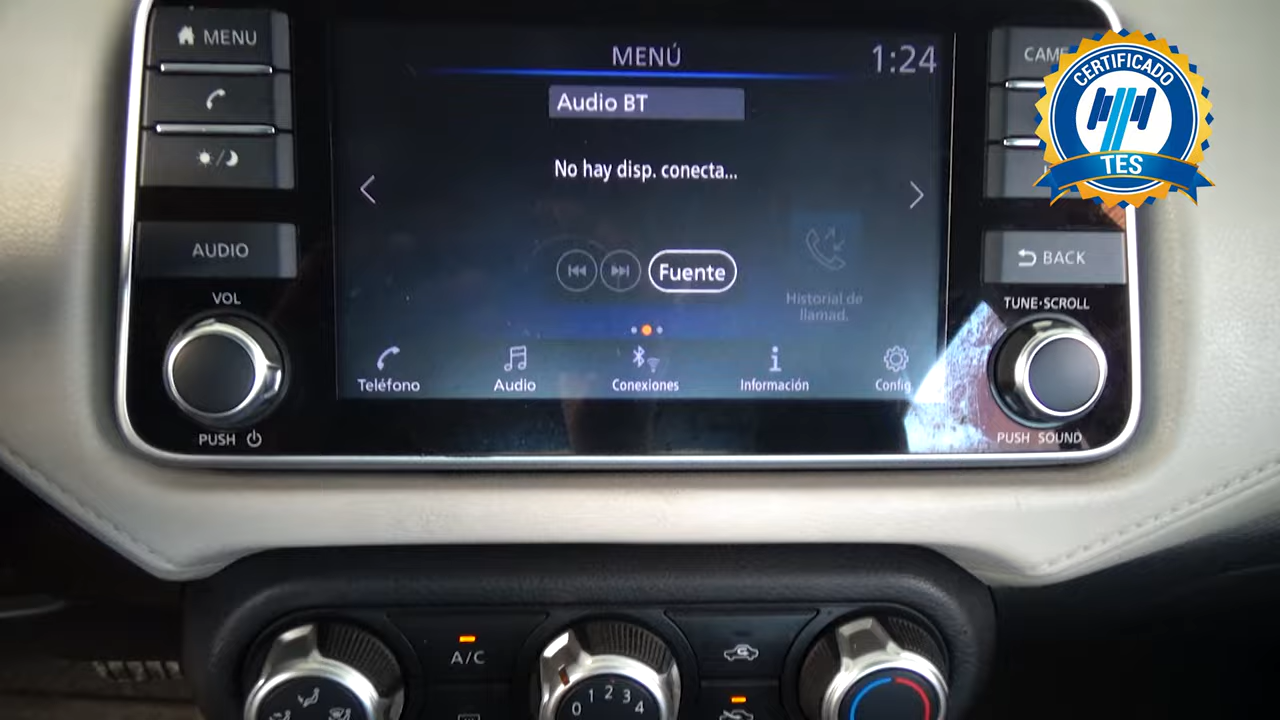 MENU
MENÚ
1:24
CAME
CERTIFICADO
TES
Audio BT
No hay disp. conecta...
AUDIO
BACK
Fuente
VOL
Historial de
llamad.
TUNE•SCROLL
Teléfono
Audio
Conexiones
Información
Config
PUSH
PUSH SOUND
A/C
0 1 2 3 4